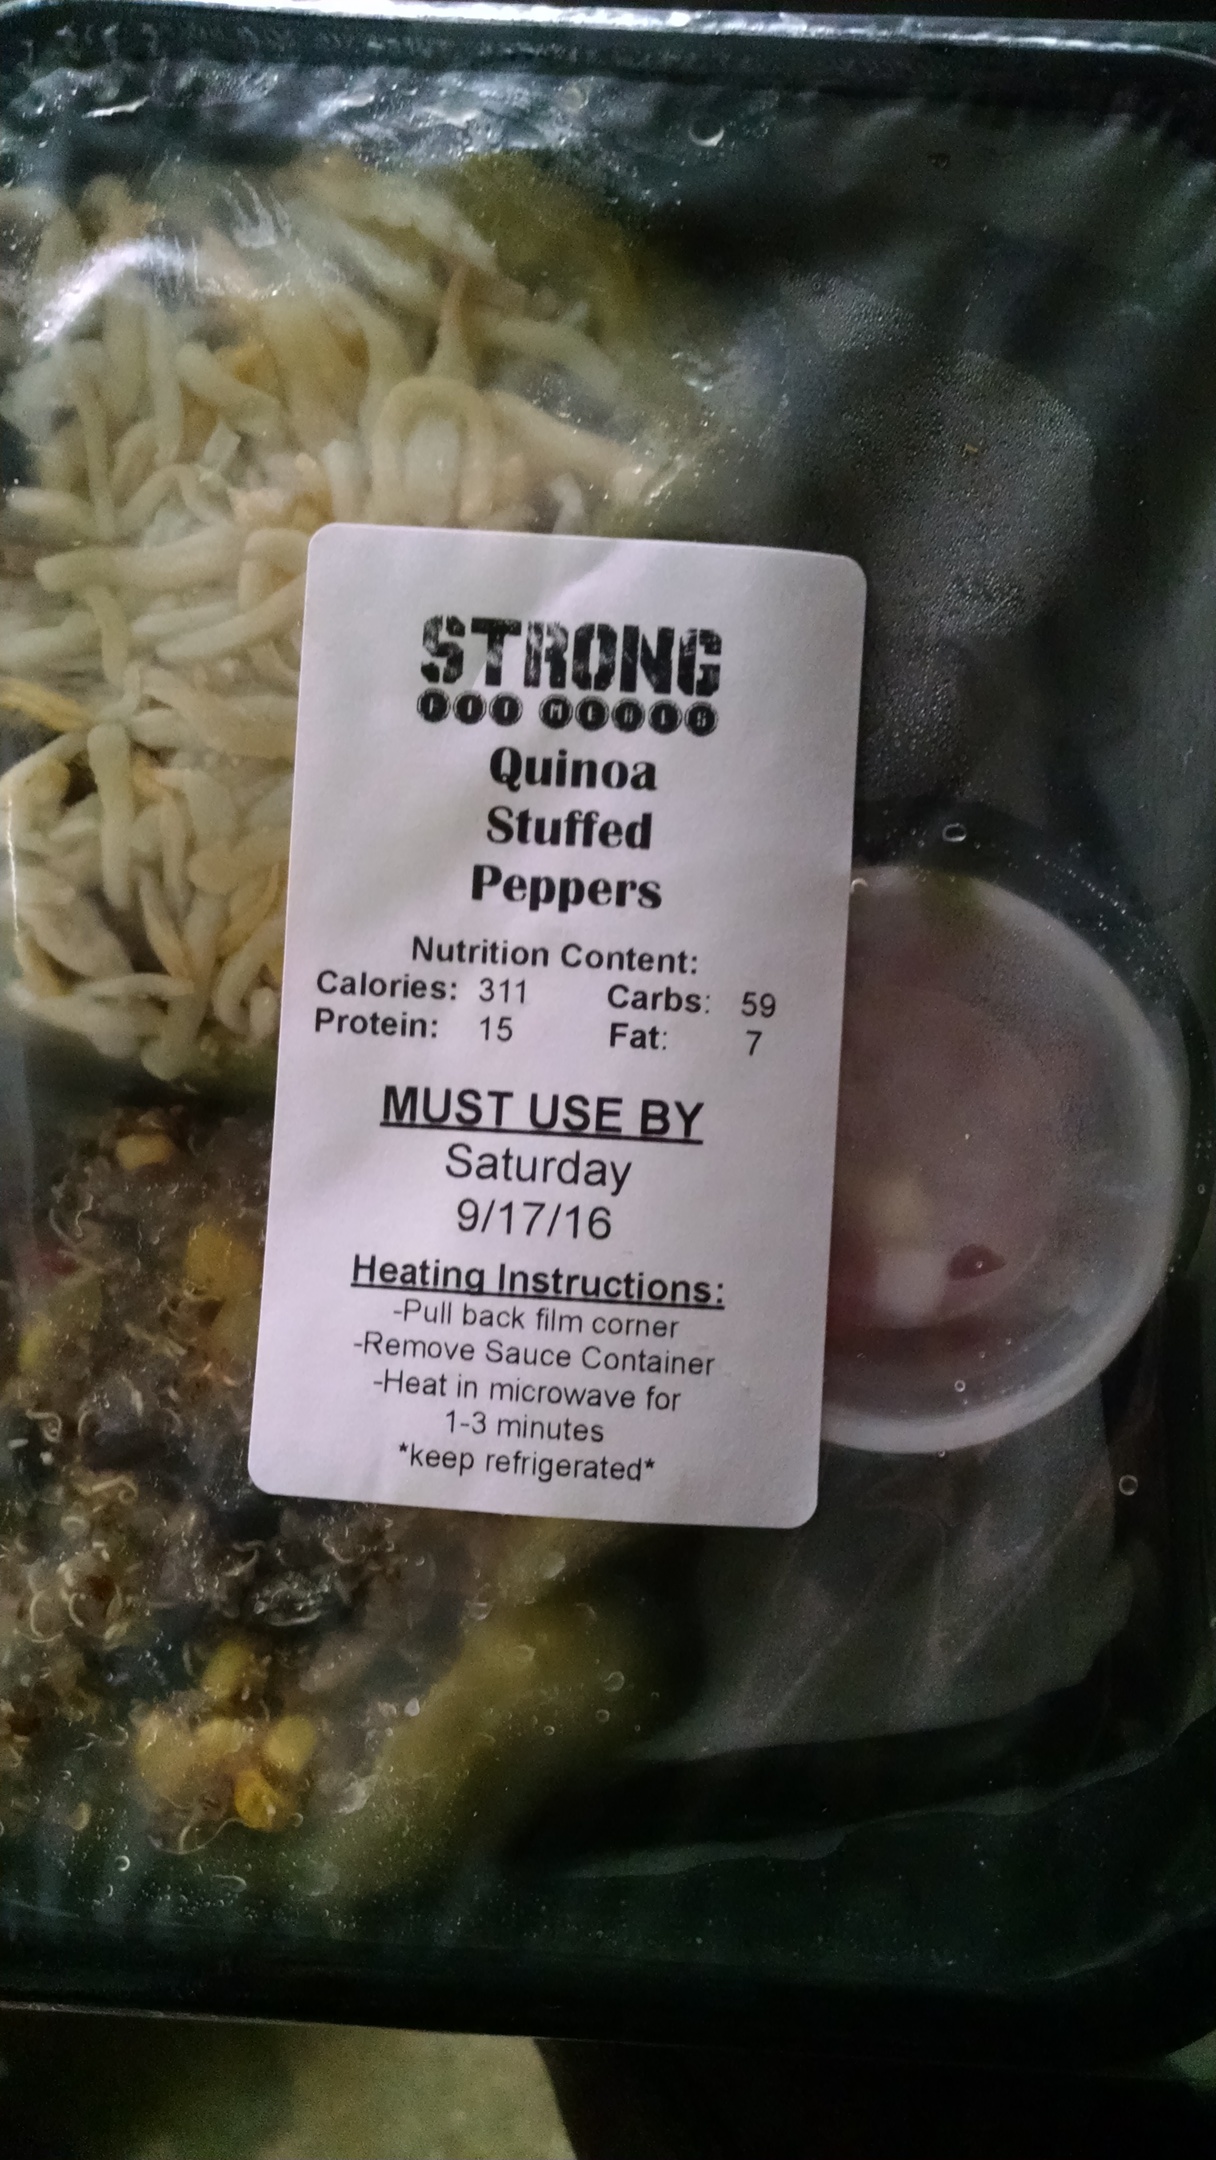 STRONG
FIT MEALS
Quinoa
Stuffed
Peppers
Nutrition Content:
Calories: 311 Carbs: 59
Protein: 15 Fat: 7
MUST USE BY
Saturday
9/17/16
Heating Instructions:
-Pull back film corner
-Remove Sauce Container
-Heat in microwave for
1-3 minutes
*keep refrigerated*